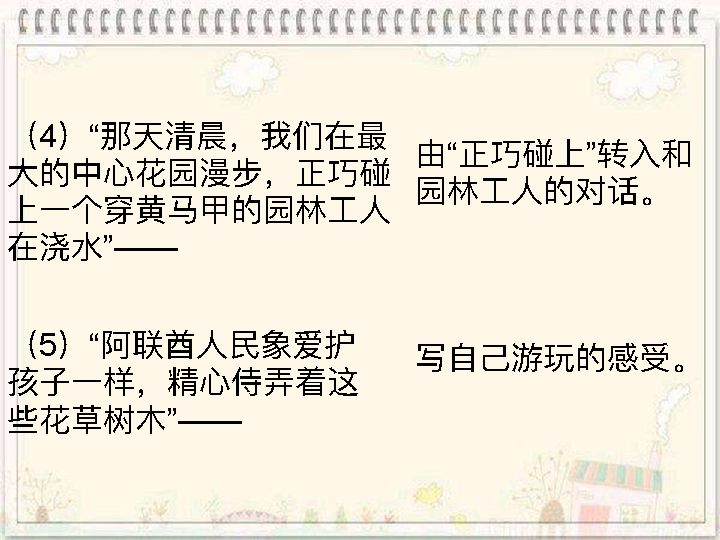 （4）“那天清晨，我们在最
大的中心花园漫步，正巧碰
上一个穿黄马甲的园林工人
在浇水”——
由“正巧碰上”转入和
园林工人的对话。
（5）“阿联酋人民象爱护
孩子一样，精心侍弄着这
些花草树木”——
写自己游玩的感受。